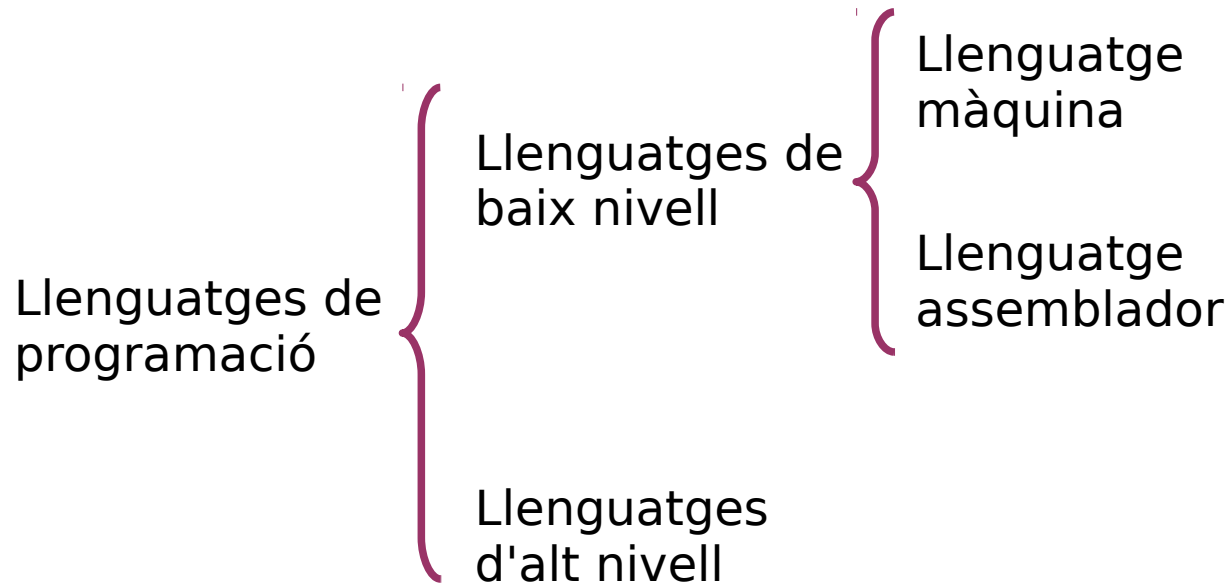 Llenguatges de
programació
Llenguatges de
baix nivell
Llenguatge
màquina
Llenguatge
assemblador
Llenguatges
d'alt nivell